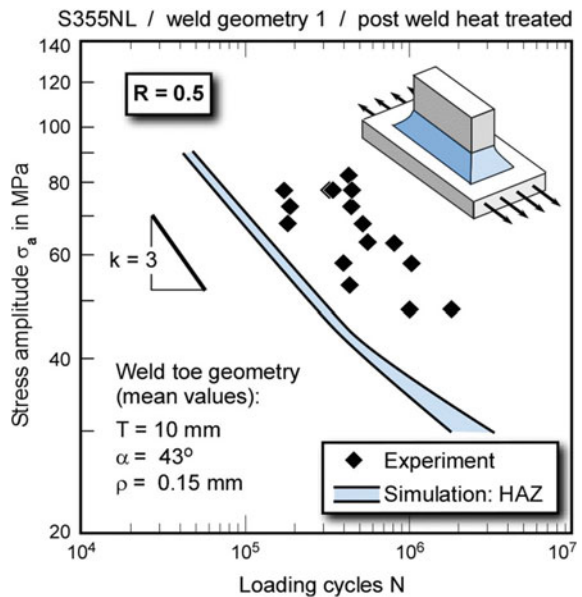 S355NL / weld geometry 1 / post weld heat treated
140
120
100
80
60
40
20
Stress amplitude σa in MPa
R = 0.5
k = 3
Weld toe geometry
(mean values):
T = 10 mm
α = 43°
ρ = 0.15 mm
Experiment
Simulation: HAZ
10⁴ 10⁵ 10⁶ 10⁷
Loading cycles N